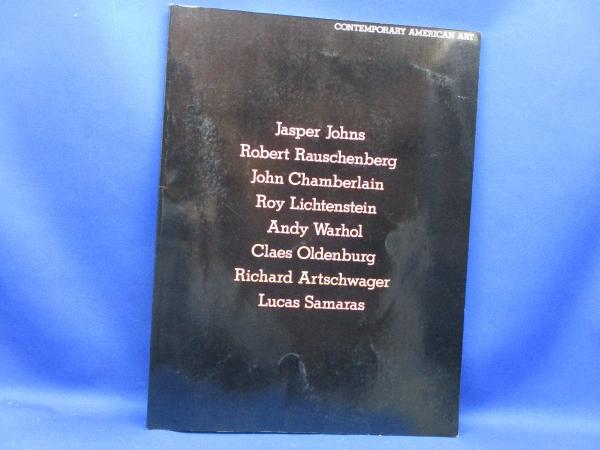 CONTEMPORARY AMERICAN ART
Jasper Johns
Robert Rauschenberg
John Chamberlain
Roy Lichtenstein
Andy Warhol
Claes Oldenburg
Richard Artschwager
Lucas Samaras